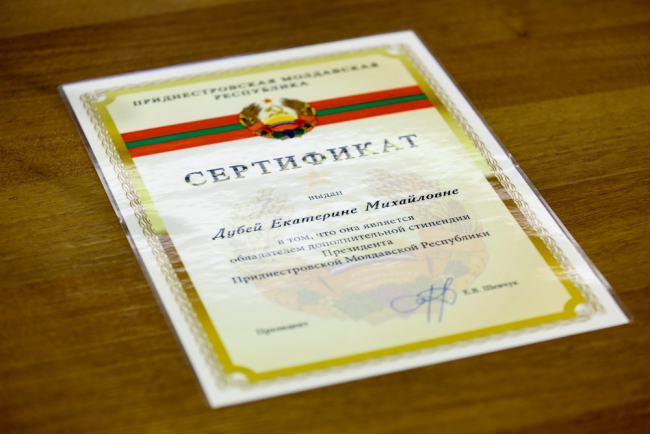 ПРИДНЕСТРОВСКАЯ МОЛДАВСКАЯ
РЕСПУБЛИКА
СЕРТИФИКАТ
выдан
Дубей Екатерине Михайловне
в том, что она является
обладателем дополнительной стипендии
Президента
Приднестровской Молдавской Республики
Президент Е.В. Шевчук